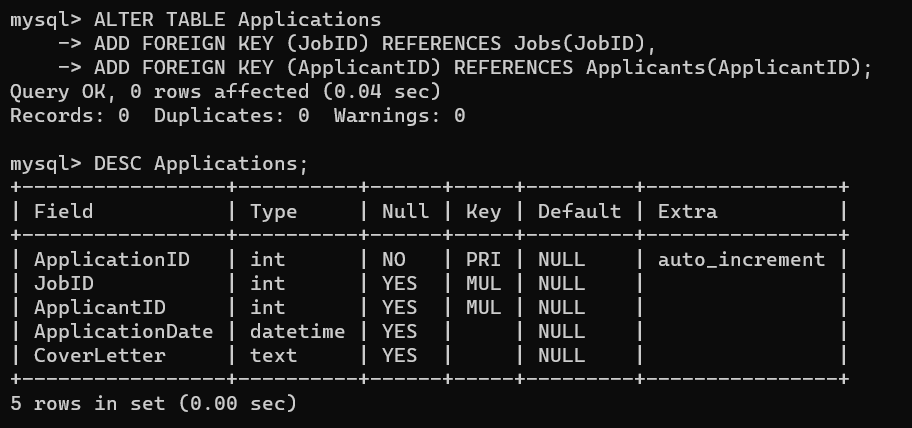 mysql> ALTER TABLE Applications
    -> ADD FOREIGN KEY (JobID) REFERENCES Jobs(JobID),
    -> ADD FOREIGN KEY (ApplicantID) REFERENCES Applicants(ApplicantID);
Query OK, 0 rows affected (0.04 sec)
Records: 0  Duplicates: 0  Warnings: 0

mysql> DESC Applications;
+-----------------+----------+------+-----+---------+----------------+
| Field           | Type     | Null | Key | Default | Extra          |
+-----------------+----------+------+-----+---------+----------------+
| ApplicationID   | int      | NO   | PRI | NULL    | auto_increment |
| JobID           | int      | YES  | MUL | NULL    |                |
| ApplicantID     | int      | YES  | MUL | NULL    |                |
| ApplicationDate | datetime | YES  |     | NULL    |                |
| CoverLetter     | text     | YES  |     | NULL    |                |
+-----------------+----------+------+-----+---------+----------------+
5 rows in set (0.00 sec)